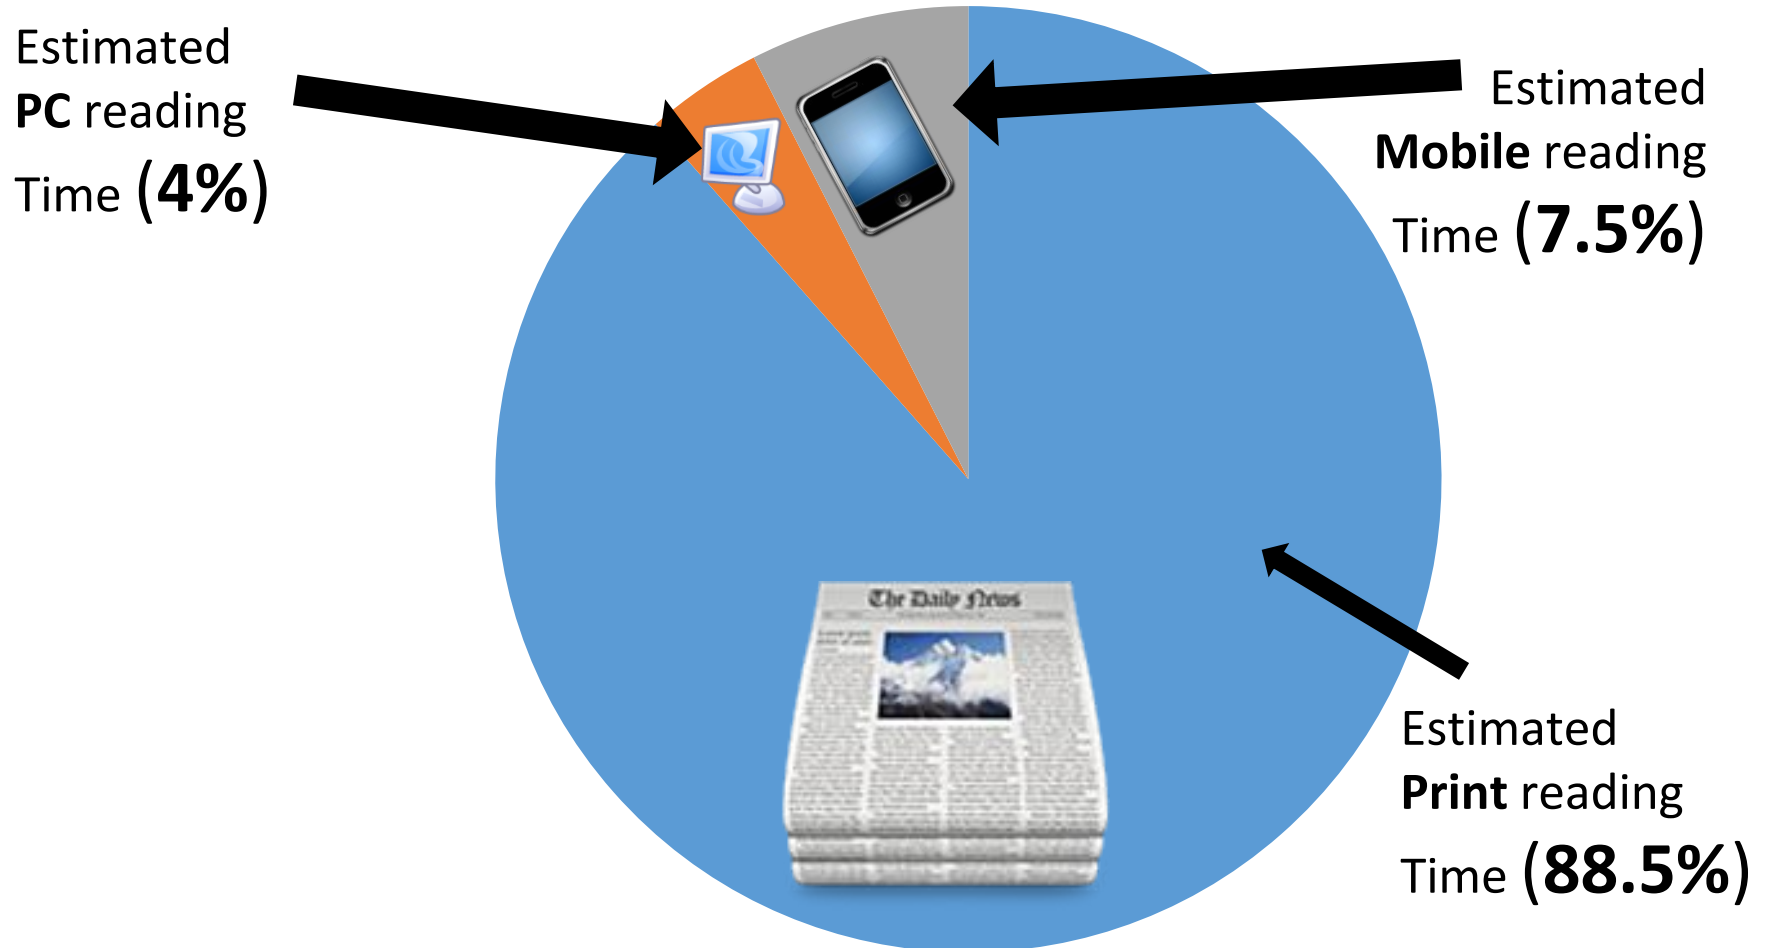 Estimated
PC reading
Time (4%)
Estimated
Mobile reading
Time (7.5%)
The Daily News
Estimated
Print reading
Time (88.5%)